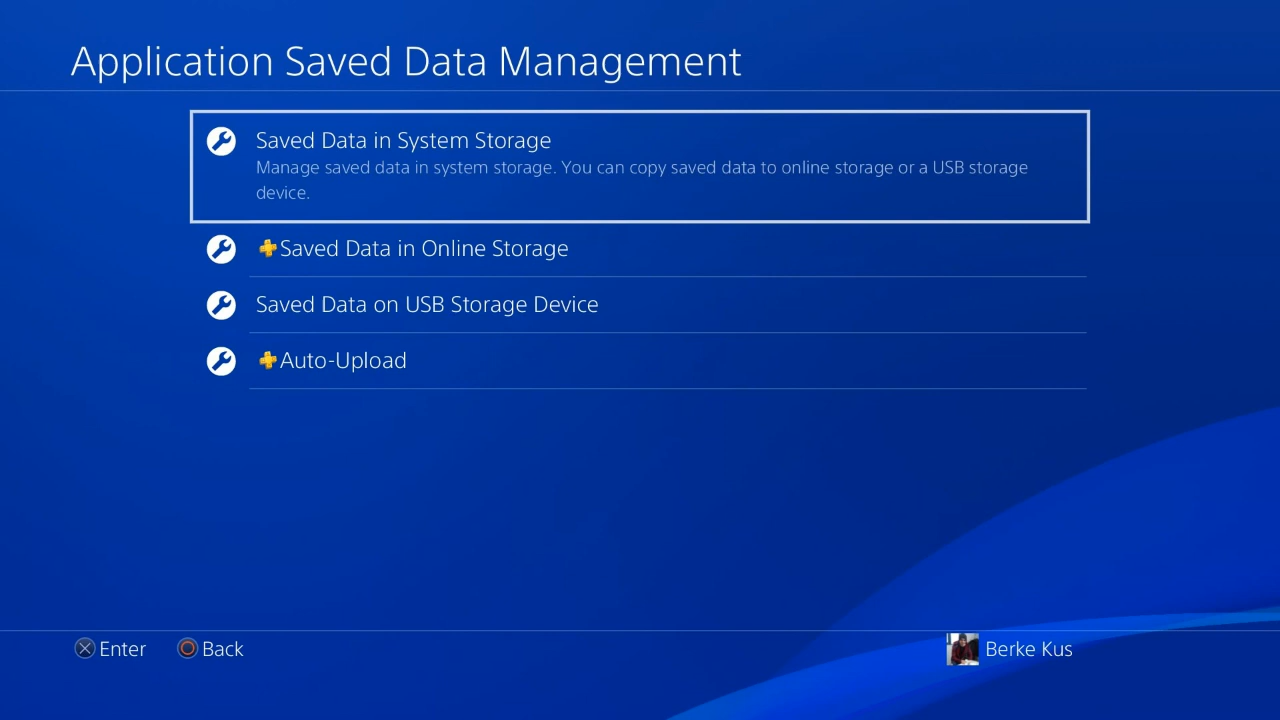 Application Saved Data Management
Saved Data in System Storage
Manage saved data in system storage. You can copy saved data to online storage or a USB storage
device.
Saved Data in Online Storage
Saved Data on USB Storage Device
Auto-Upload
Enter Back Berke Kus